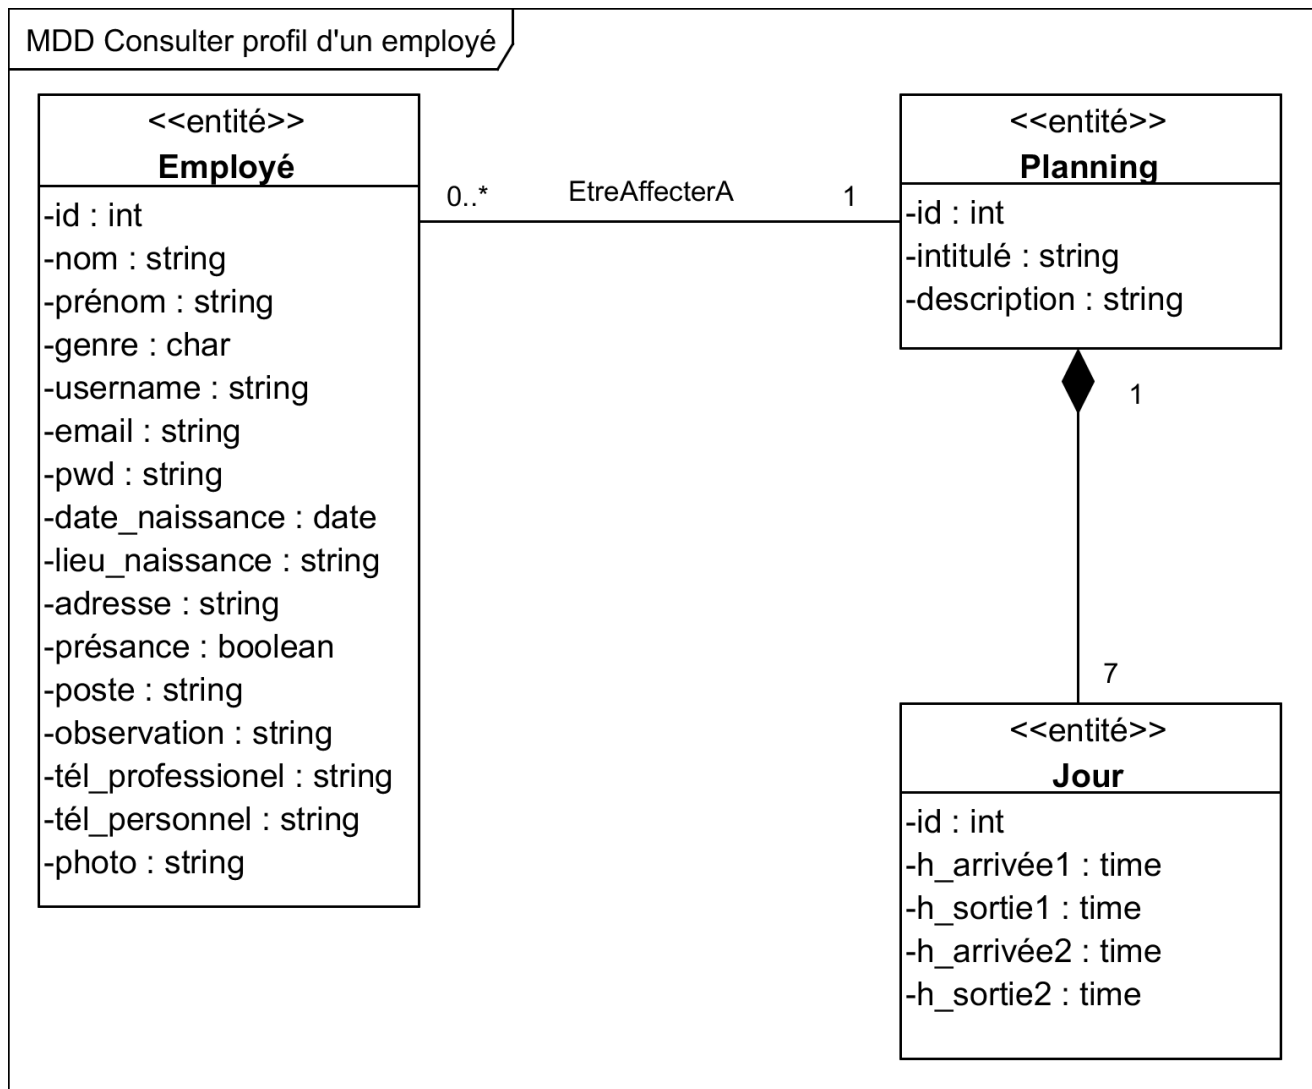 MDD Consulter profil d'un employé
<<entité>>
Employé
-id : int
-nom : string
-prénom : string
-genre : char
-username : string
-email : string
-pwd : string
-date_naissance : date
-lieu_naissance : string
-adresse : string
-présance : boolean
-poste : string
-observation : string
-tél_professionel : string
-tél_personnel : string
-photo : string
0..*
EtreAffecterA
1
<<entité>>
Planning
-id : int
-intitulé : string
-description : string
1
7
<<entité>>
Jour
-id : int
-h_arrivée1 : time
-h_sortie1 : time
-h_arrivée2 : time
-h_sortie2 : time